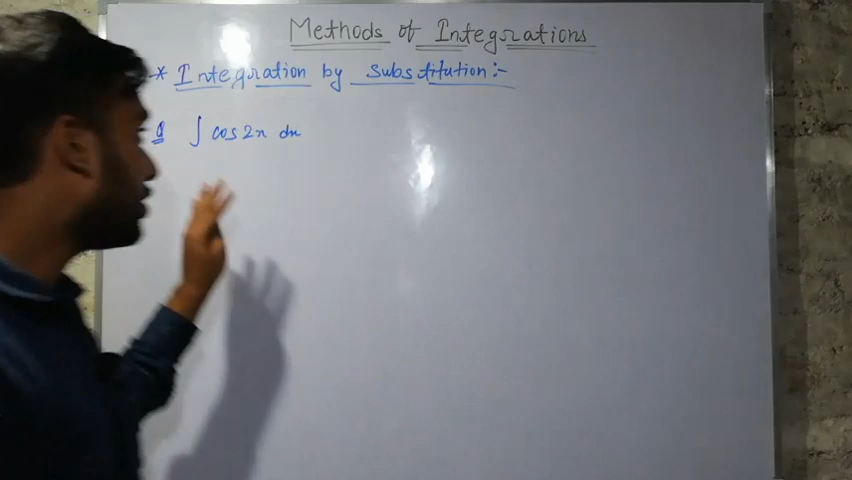 Methods of Integrations
* Integration by Substitution :-
Q ∫ cos 2x dx